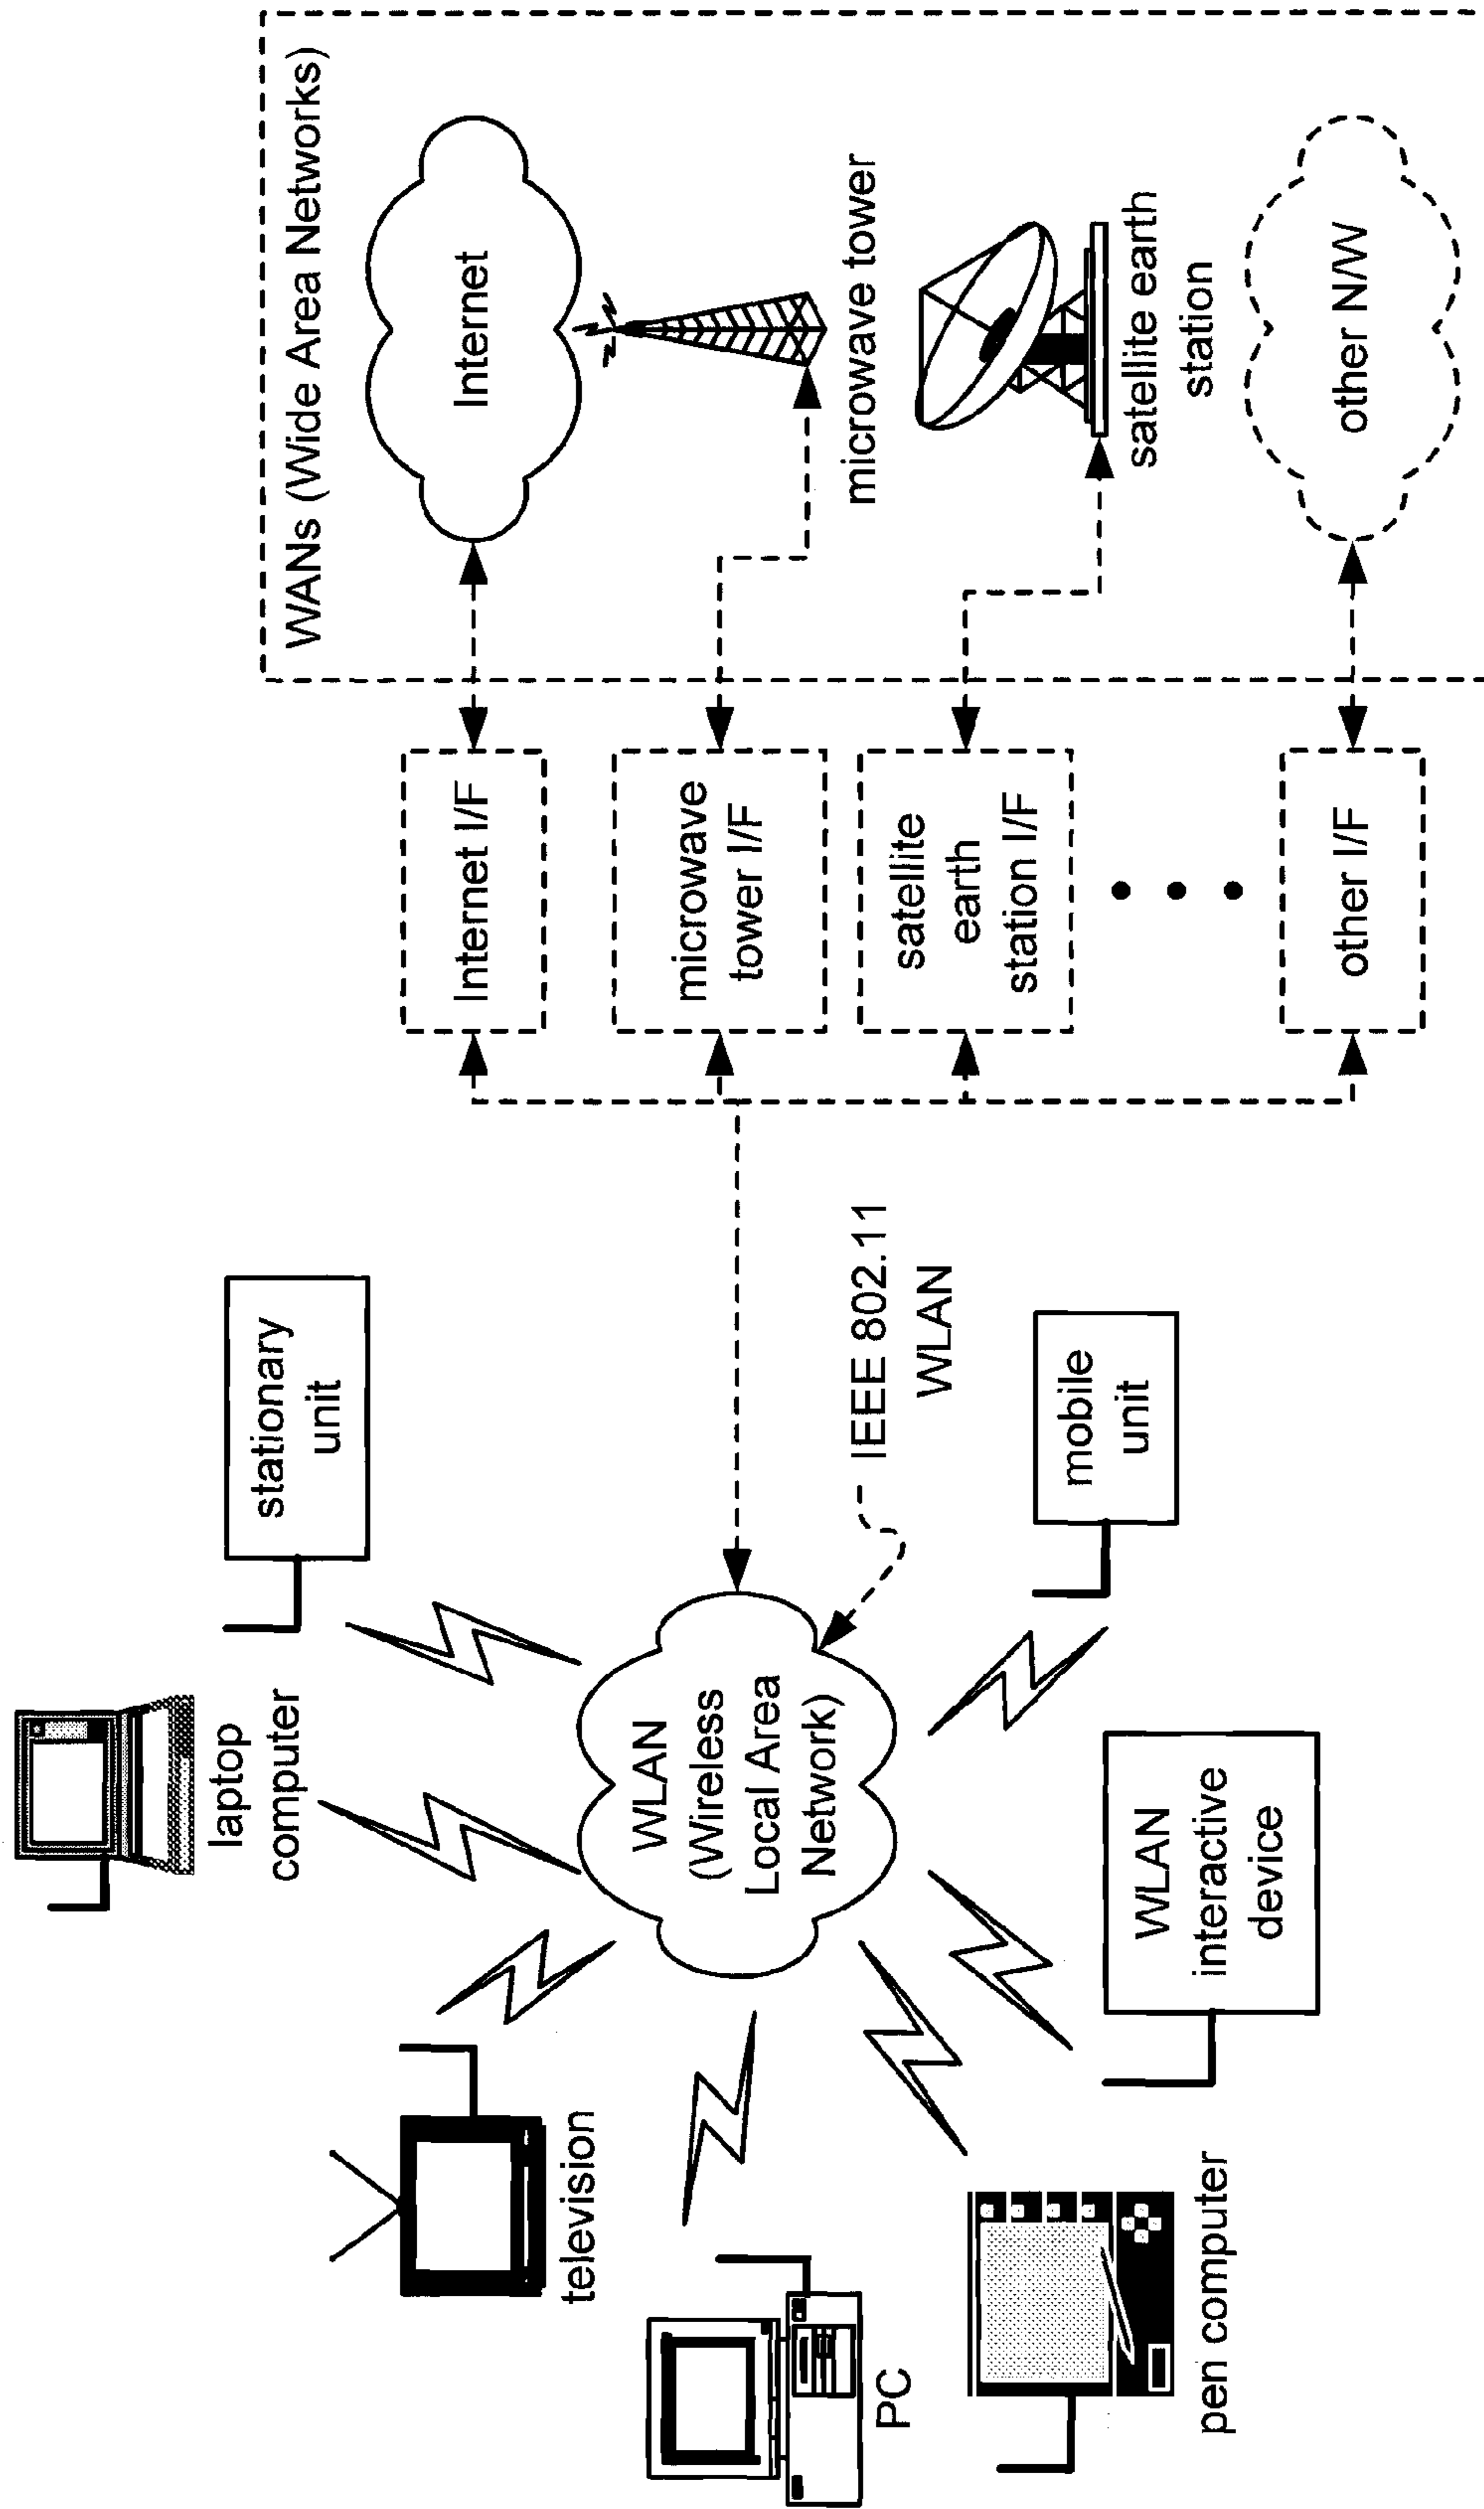 laptop
computer
stationary
unit
television
PC
pen computer
WLAN
(Wireless
Local Area
Network)
IEEE 802.11
WLAN
WLAN
interactive
device
mobile
unit
Internet I/F
microwave
tower I/F
satellite
earth
station I/F
other I/F
WANs (Wide Area Networks)
Internet
microwave tower
satellite earth
station
other N/W